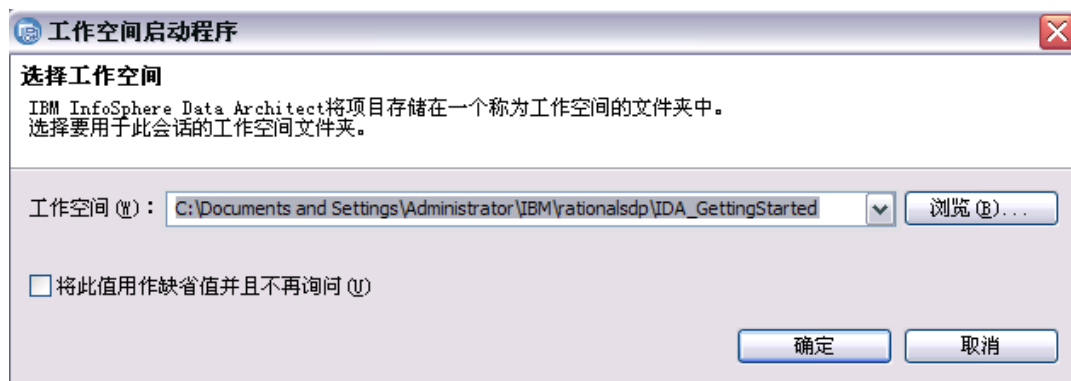 工作空间启动程序
选择工作空间
IBM InfoSphere Data Architect将项目存储在一个称为工作空间的文件夹中。
选择要用于此会话的工作空间文件夹。
工作空间(W)： C:\Documents and Settings\Administrator\IBM\rationalsdp\IDA_GettingStarted 浏览(B)...
将此值用作缺省值并且不再询问(U)
确定 取消